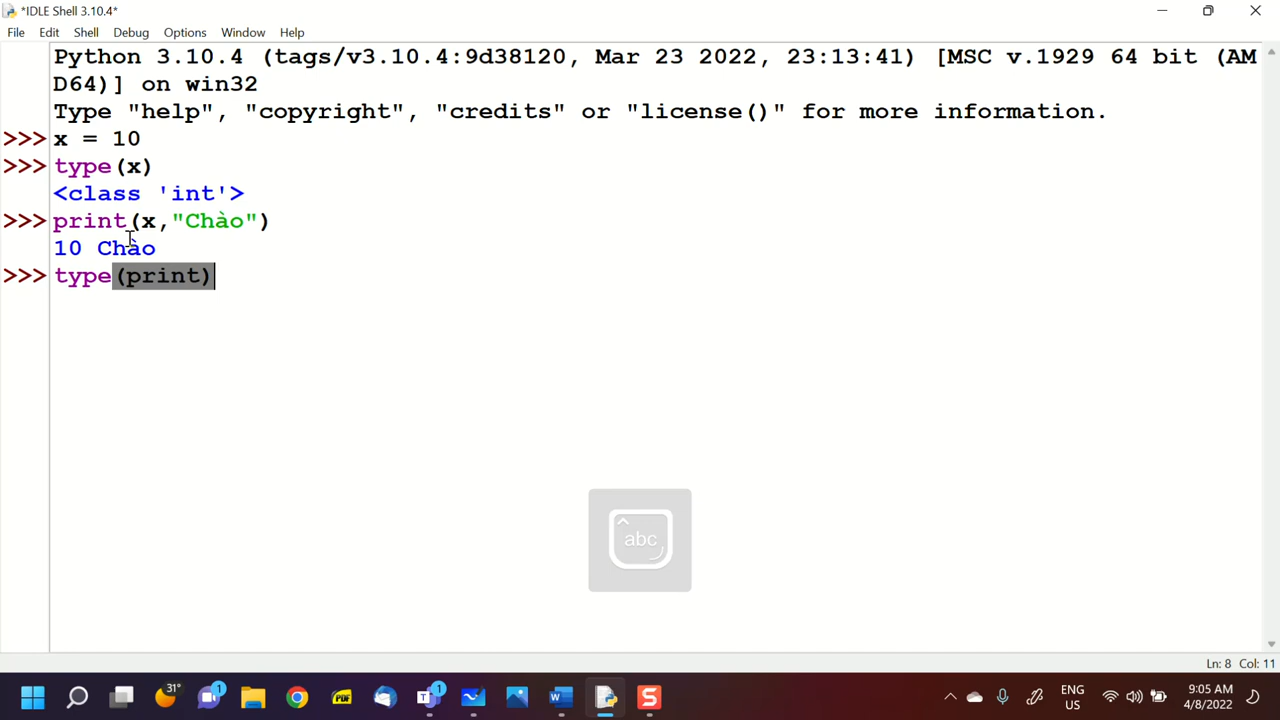 *IDLE Shell 3.10.4*
File Edit Shell Debug Options Window Help
Python 3.10.4 (tags/v3.10.4:9d38120, Mar 23 2022, 23:13:41) [MSC v.1929 64 bit (AM
D64)] on win32
Type "help", "copyright", "credits" or "license()" for more information.
>>> x = 10
>>> type(x)
<class 'int'>
>>> print(x,"Chào")
10 Chào
>>> type(print)
abc
Ln: 8 Col: 11
31°
1
PDF
T 1
W
S
ENG
US
9:05 AM
4/8/2022